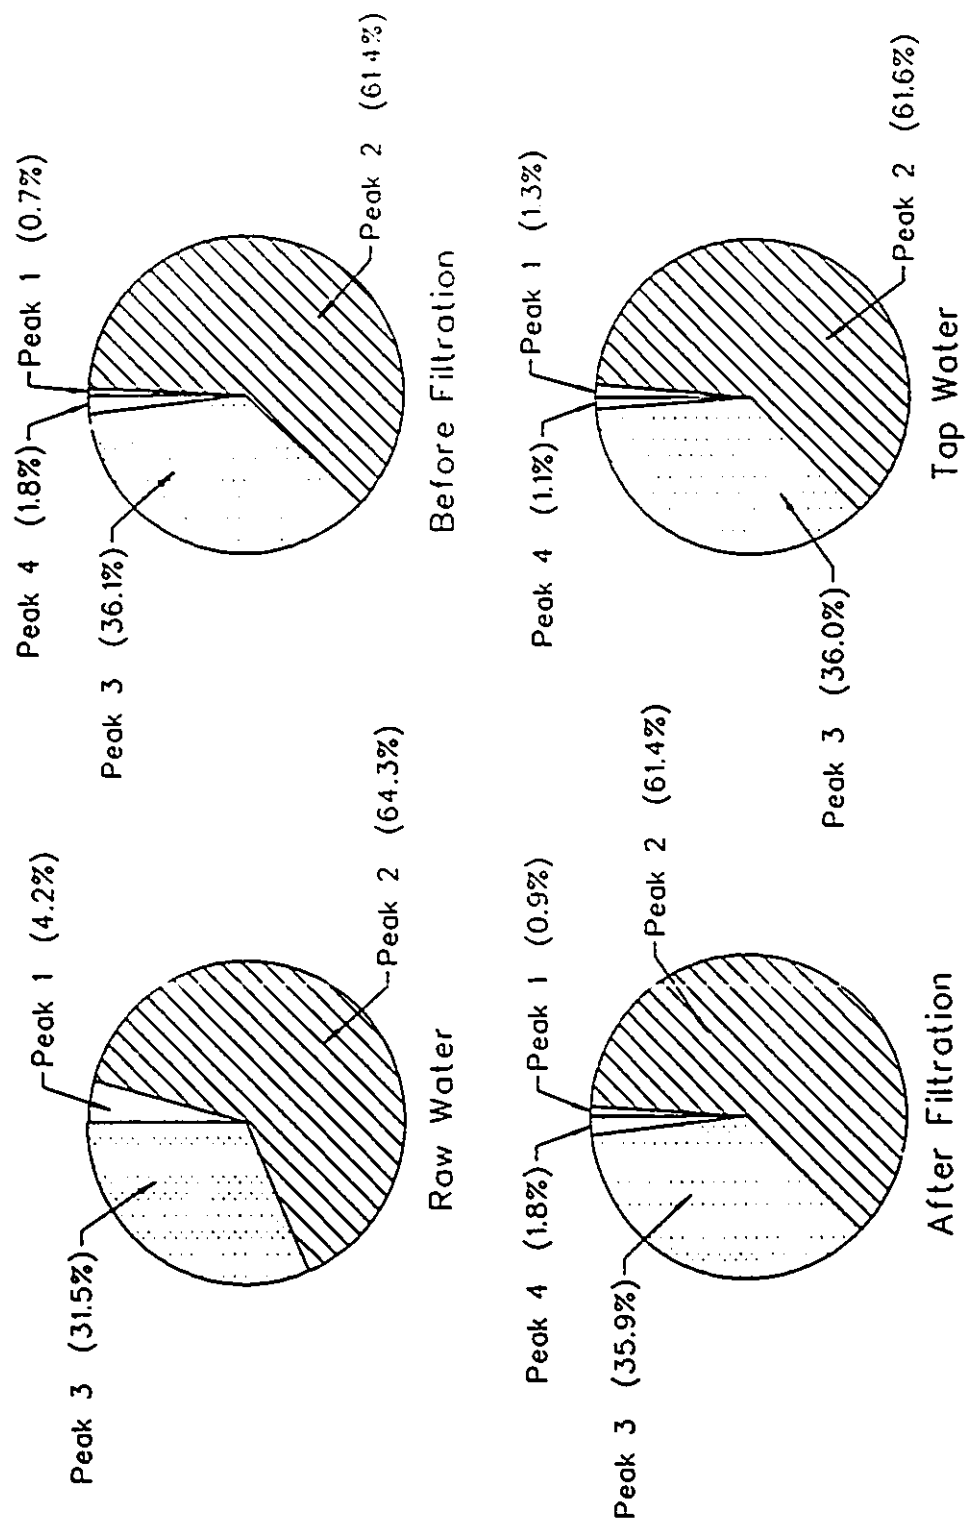 Peak 1 (4.2%)
Peak 3 (31.5%)
Peak 2 (64.3%)
Raw Water
Peak 4 (1.8%)
Peak 1 (0.7%)
Peak 3 (36.1%)
Peak 2 (61.4%)
Before Filtration
Peak 4 (1.8%)
Peak 1 (0.9%)
Peak 3 (35.9%)
Peak 2 (61.4%)
After Filtration
Peak 4 (1.1%)
Peak 1 (1.3%)
Peak 3 (36.0%)
Peak 2 (61.6%)
Tap Water